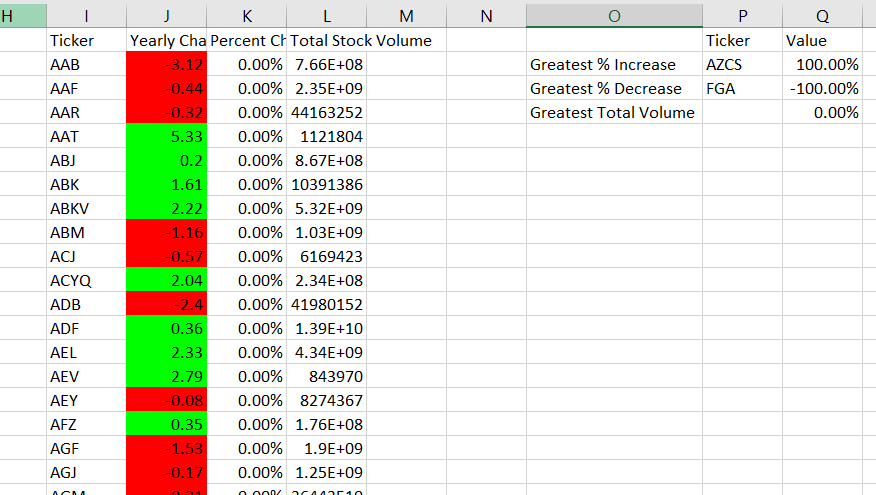 H I J K L M N O P Q
Ticker Yearly Cha Percent Ch Total Stock Volume Ticker Value
AAB -3.12 0.00% 7.66E+08 Greatest % Increase AZCS 100.00%
AAF -0.44 0.00% 2.35E+09 Greatest % Decrease FGA -100.00%
AAR -0.32 0.00% 44163252 Greatest Total Volume 0.00%
AAT 5.33 0.00% 1121804
ABJ 0.2 0.00% 8.67E+08
ABK 1.61 0.00% 10391386
ABKV 2.22 0.00% 5.32E+09
ABM -1.16 0.00% 1.03E+09
ACJ -0.57 0.00% 6169423
ACYQ 2.04 0.00% 2.34E+08
ADB -2.4 0.00% 41980152
ADF 0.36 0.00% 1.39E+10
AEL 2.33 0.00% 4.34E+09
AEV 2.79 0.00% 843970
AEY -0.08 0.00% 8274367
AFZ 0.35 0.00% 1.76E+08
AGF -1.53 0.00% 1.9E+09
AGJ -0.17 0.00% 1.25E+09